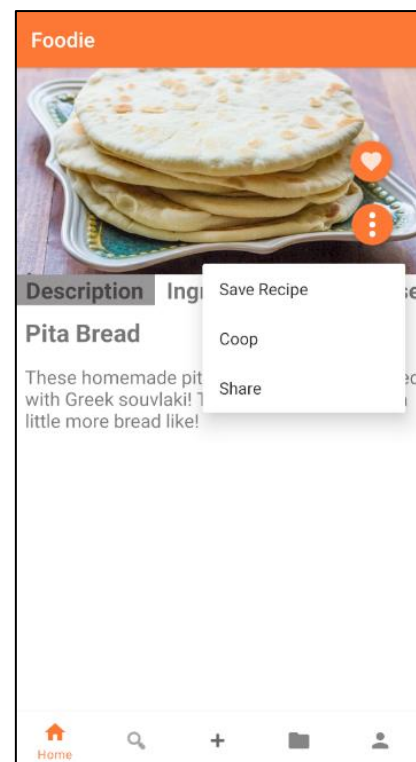 Foodie
Description Ingr
Save Recipe
Pita Bread
Coop
These homemade pit
Share
with Greek souvlaki!
little more bread like!
Home